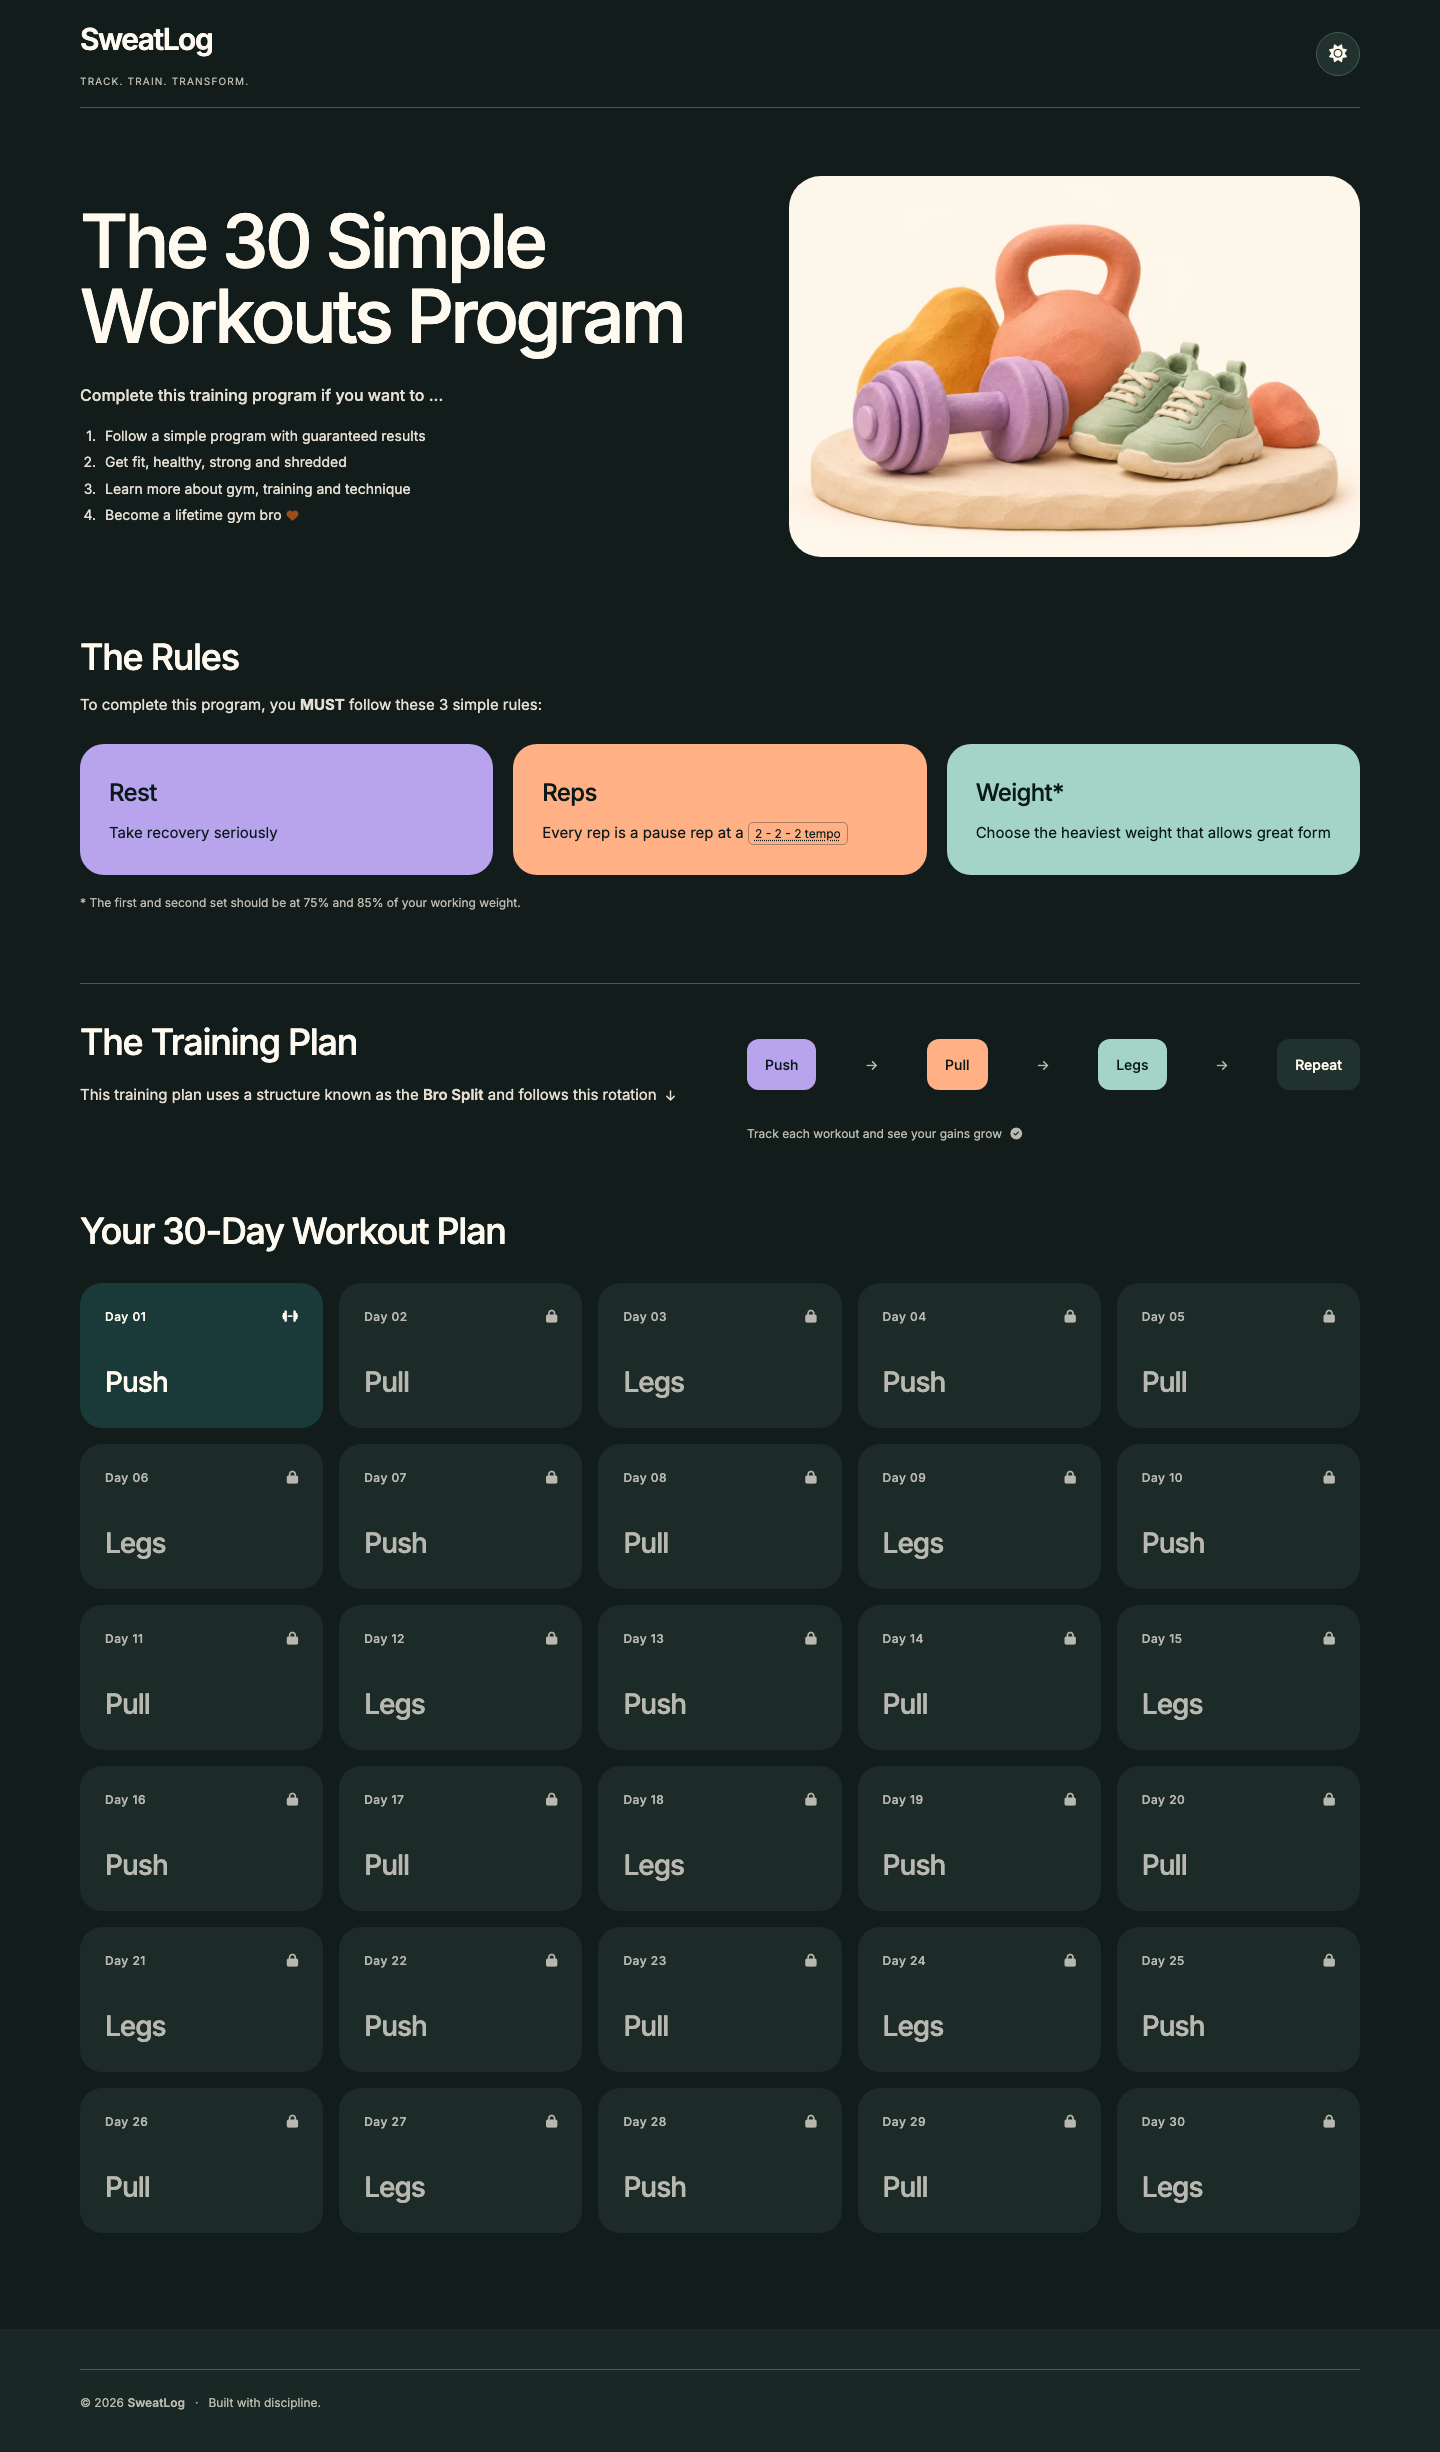 SweatLog
TRACK. TRAIN. TRANSFORM.
The 30 Simple
Workouts Program
Complete this training program if you want to ...
1. Follow a simple program with guaranteed results
2. Get fit, healthy, strong and shredded
3. Learn more about gym, training and technique
4. Become a lifetime gym bro
The Rules
To complete this program, you MUST follow these 3 simple rules:
Rest
Take recovery seriously
Reps
Every rep is a pause rep at a 2 - 2 - 2 tempo
Weight*
Choose the heaviest weight that allows great form
* The first and second set should be at 75% and 85% of your working weight.
The Training Plan
This training plan uses a structure known as the Bro Split and follows this rotation ↓
Push → Pull → Legs → Repeat
Track each workout and see your gains grow
Your 30-Day Workout Plan
Day 01
Push
Day 02
Pull
Day 03
Legs
Day 04
Push
Day 05
Pull
Day 06
Legs
Day 07
Push
Day 08
Pull
Day 09
Legs
Day 10
Push
Day 11
Pull
Day 12
Legs
Day 13
Push
Day 14
Pull
Day 15
Legs
Day 16
Push
Day 17
Pull
Day 18
Legs
Day 19
Push
Day 20
Pull
Day 21
Legs
Day 22
Push
Day 23
Pull
Day 24
Legs
Day 25
Push
Day 26
Pull
Day 27
Legs
Day 28
Push
Day 29
Pull
Day 30
Legs
© 2026 SweatLog · Built with discipline.